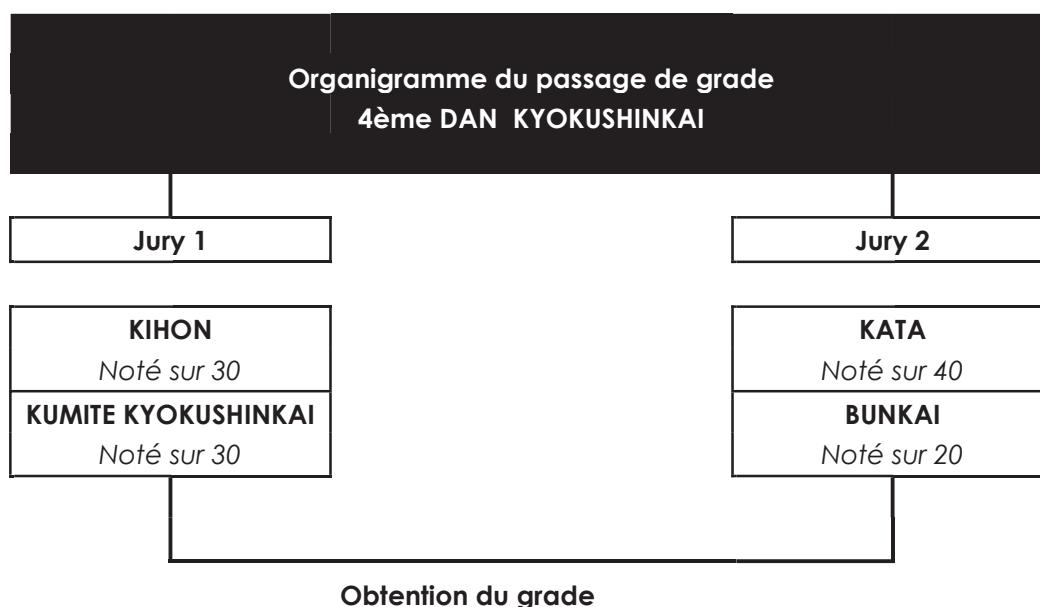 Organigramme du passage de grade
4ème DAN KYOKUSHINKAI
Jury 1
Jury 2
KIHON
Noté sur 30
KUMITE KYOKUSHINKAI
Noté sur 30
KATA
Noté sur 40
BUNKAI
Noté sur 20
Obtention du grade